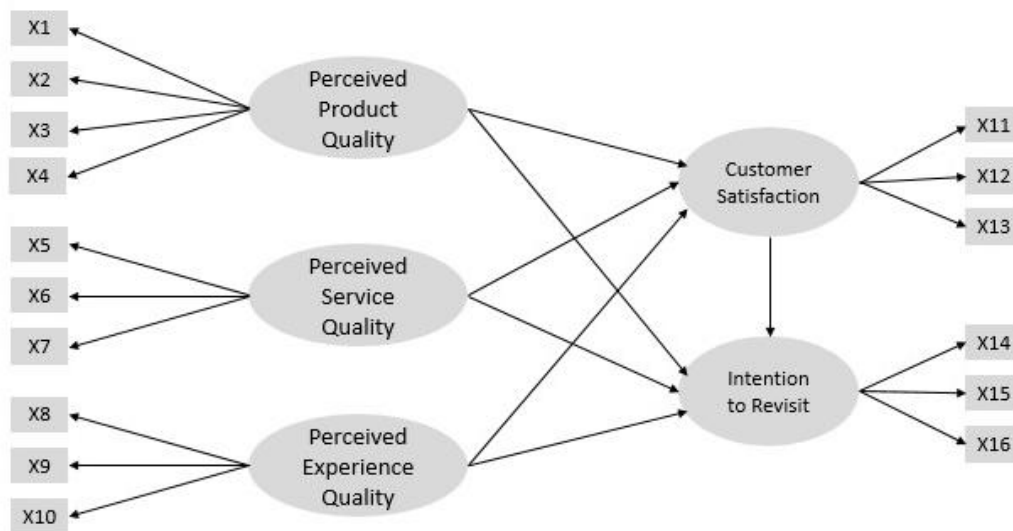 X1
X2
X3
X4
Perceived
Product
Quality
X5
X6
X7
Perceived
Service
Quality
X8
X9
X10
Perceived
Experience
Quality
Customer
Satisfaction
X11
X12
X13
Intention
to Revisit
X14
X15
X16